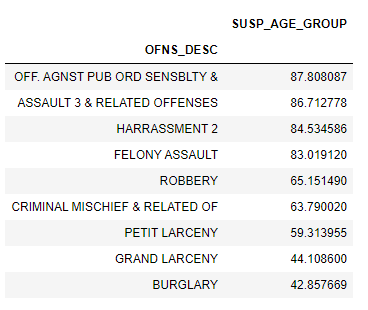 SUSP_AGE_GROUP
OFNS_DESC
OFF. AGNST PUB ORD SENSBLTY & 87.808087
ASSAULT 3 & RELATED OFFENSES 86.712778
HARRASSMENT 2 84.534586
FELONY ASSAULT 83.019120
ROBBERY 65.151490
CRIMINAL MISCHIEF & RELATED OF 63.790020
PETIT LARCENY 59.313955
GRAND LARCENY 44.108600
BURGLARY 42.857669